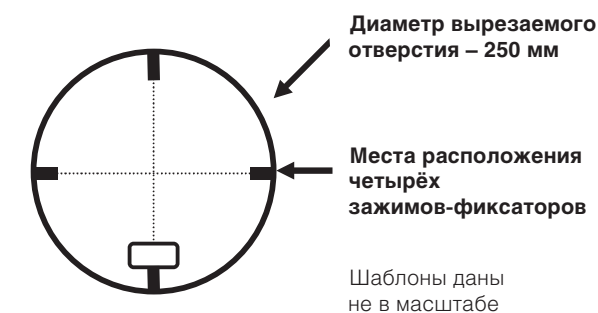 Диаметр вырезаемого
отверстия – 250 мм
Места расположения
четырёх
зажимов-фиксаторов
Шаблоны даны
не в масштабе